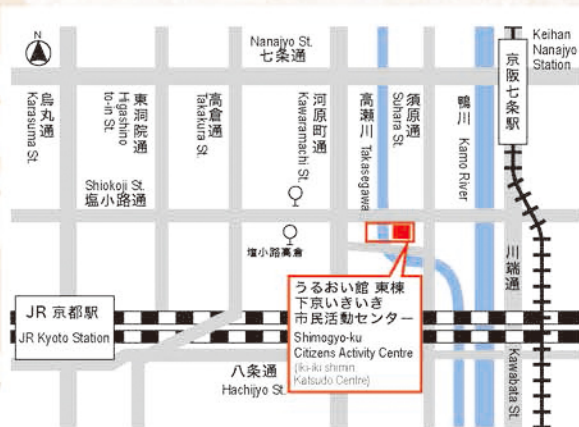 N
Nanajyo St.
七条通
Keihan
Nanajyo
Station
京阪七条駅
烏丸通
Karasuma St.
東洞院通
Higashino
to-in St.
高倉通
Takakura St.
河原町通
Kawaramachi St.
高瀬川
Takasegawa
須原通
Suhara St.
鴨川
Kamo River
Shiokoji St.
塩小路通
塩小路高倉
川端通
Kawabata St.
うるおい館 東棟
下京いきいき
市民活動センター
Shimogyo-ku
Citizens Activity Centre
(Iki-iki shimin
Katsudo Centre)
JR 京都駅
JR Kyoto Station
八条通
Hachijyo St.